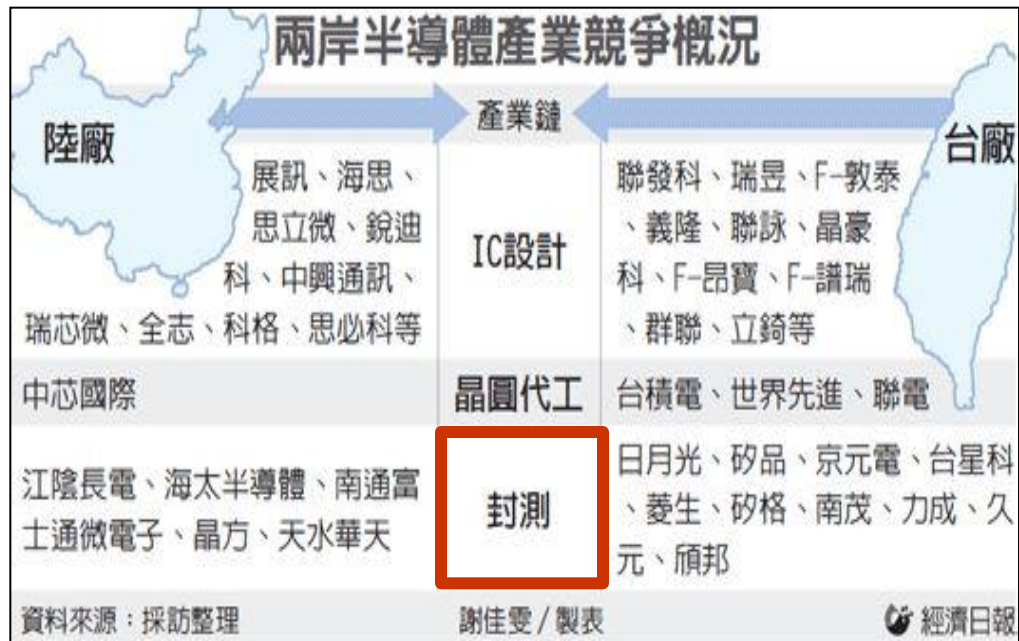 兩岸半導體產業競爭概況
陸廠
產業鏈
台廠
展訊、海思、
思立微、銳迪
科、中興通訊、
瑞芯微、全志、科格、思必科等
IC設計
聯發科、瑞昱、F-敦泰
、義隆、聯詠、晶豪
科、F-昂寶、F-譜瑞
、群聯、立錡等
中芯國際
晶圓代工
台積電、世界先進、聯電
江陰長電、海太半導體、南通富
士通微電子、晶方、天水華天
封測
日月光、矽品、京元電、台星科
、菱生、矽格、南茂、力成、久
元、頎邦
資料來源：採訪整理
謝佳雯/製表
經濟日報